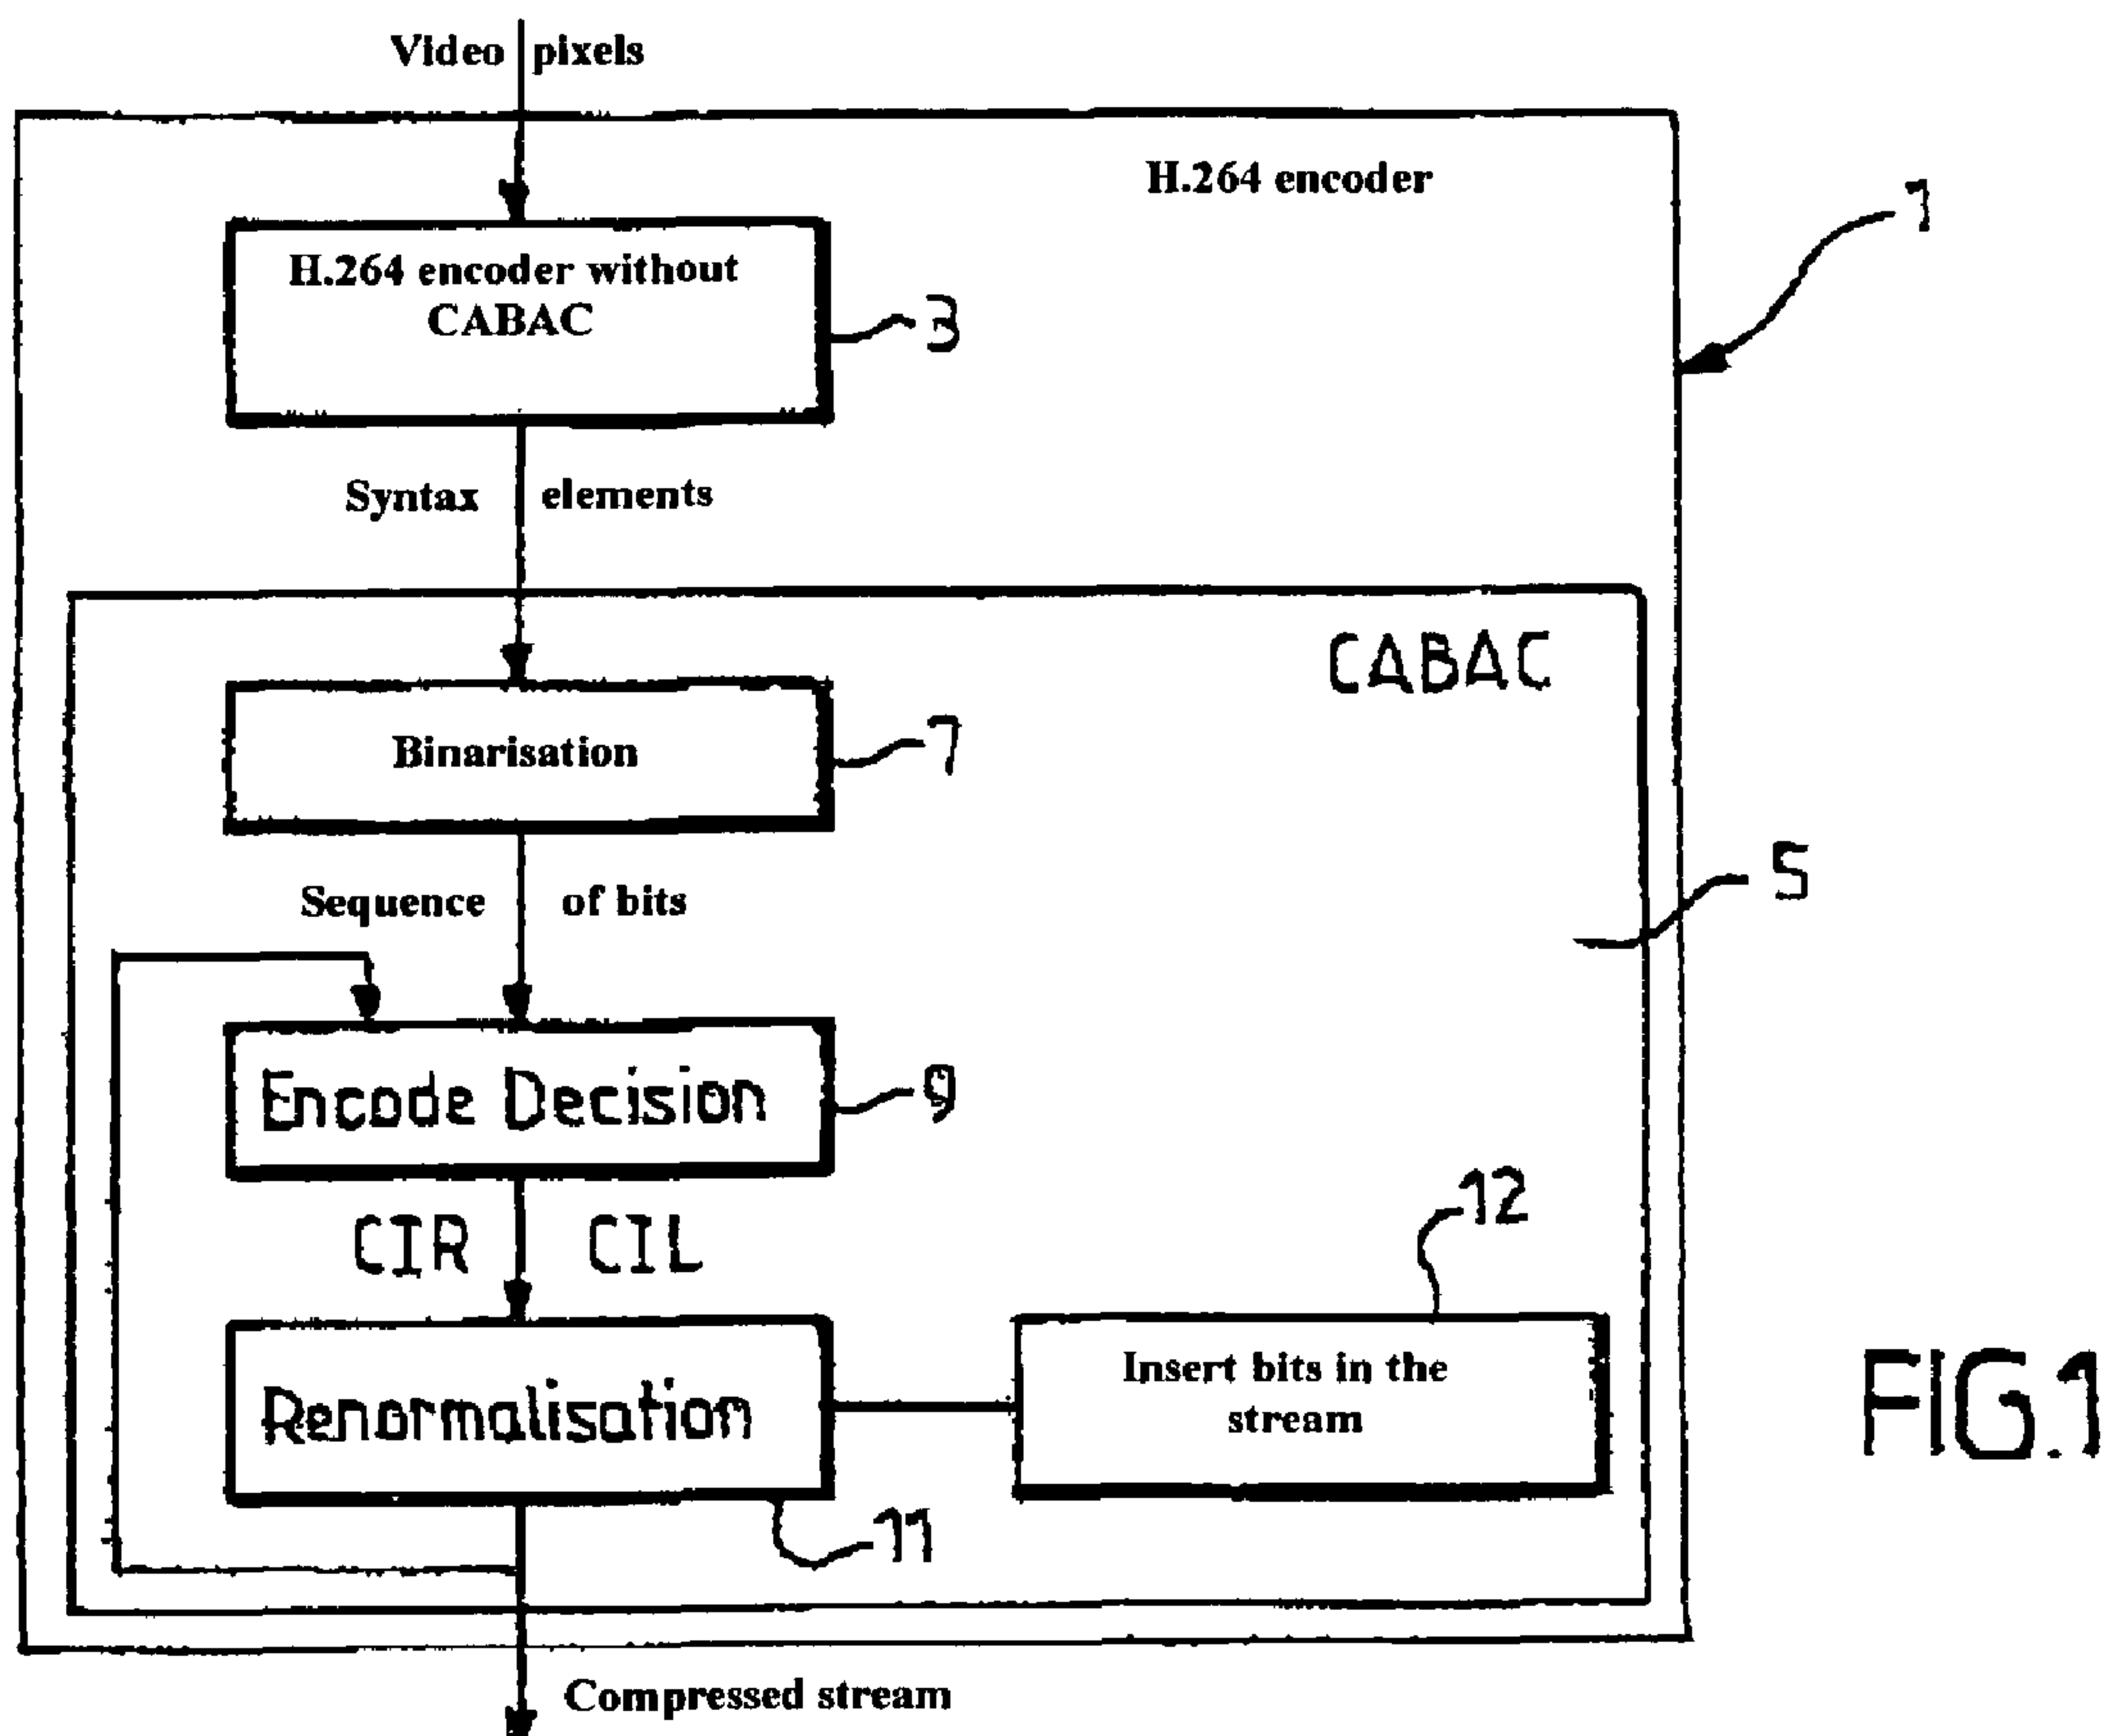 Video pixels
H.264 encoder
1
H.264 encoder without
CABAC
3
Syntax elements
CABAC
Binarisation
7
5
Sequence of bits
Encode Decision
9
12
CIR CIL
Insert bits in the
stream
Renormalisation
FIG.1
11
Compressed stream